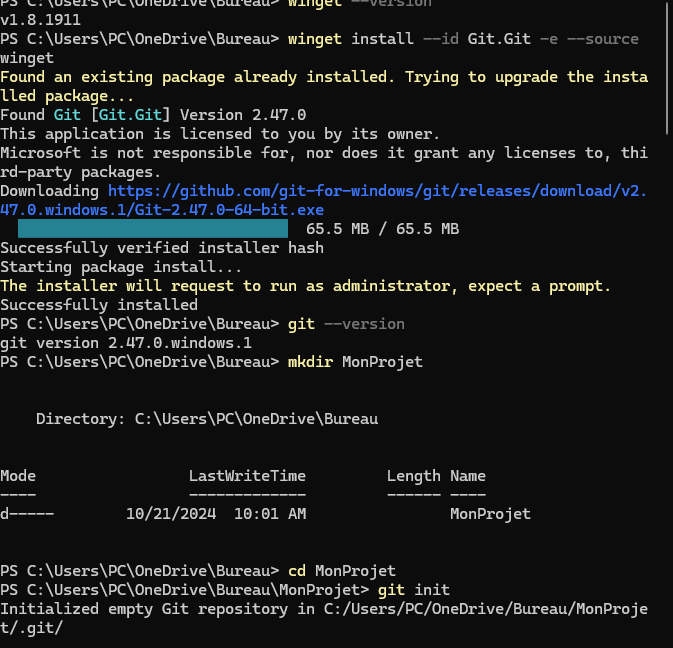 PS C:\Users\PC\OneDrive\Bureau> winget --version
v1.8.1911
PS C:\Users\PC\OneDrive\Bureau> winget install --id Git.Git -e --source
winget
Found an existing package already installed. Trying to upgrade the insta
lled package...
Found Git [Git.Git] Version 2.47.0
This application is licensed to you by its owner.
Microsoft is not responsible for, nor does it grant any licenses to, thi
rd-party packages.
Downloading https://github.com/git-for-windows/git/releases/download/v2.
47.0.windows.1/Git-2.47.0-64-bit.exe
65.5 MB / 65.5 MB
Successfully verified installer hash
Starting package install...
The installer will request to run as administrator, expect a prompt.
Successfully installed
PS C:\Users\PC\OneDrive\Bureau> git --version
git version 2.47.0.windows.1
PS C:\Users\PC\OneDrive\Bureau> mkdir MonProjet
Directory: C:\Users\PC\OneDrive\Bureau
Mode LastWriteTime Length Name
---- ------------- ------ ----
d----- 10/21/2024 10:01 AM MonProjet
PS C:\Users\PC\OneDrive\Bureau> cd MonProjet
PS C:\Users\PC\OneDrive\Bureau\MonProjet> git init
Initialized empty Git repository in C:/Users/PC/OneDrive/Bureau/MonProje
t/.git/